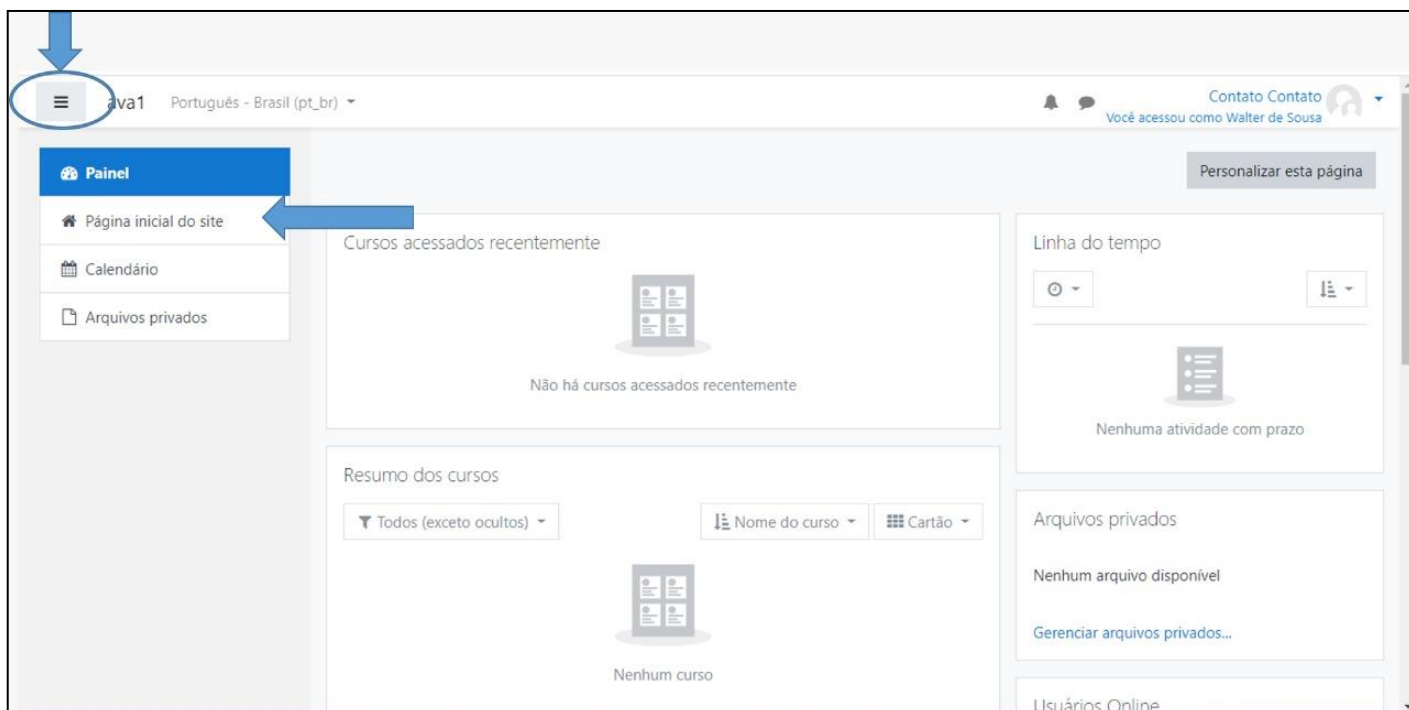 ava1 Português - Brasil (pt_br)
Contato Contato
Você acessou como Walter de Sousa
Painel
Página inicial do site
Calendário
Arquivos privados
Personalizar esta página
Cursos acessados recentemente
Não há cursos acessados recentemente
Resumo dos cursos
Todos (exceto ocultos) Nome do curso Cartão
Nenhum curso
Linha do tempo
Nenhuma atividade com prazo
Arquivos privados
Nenhum arquivo disponível
Gerenciar arquivos privados...
Usuários Online